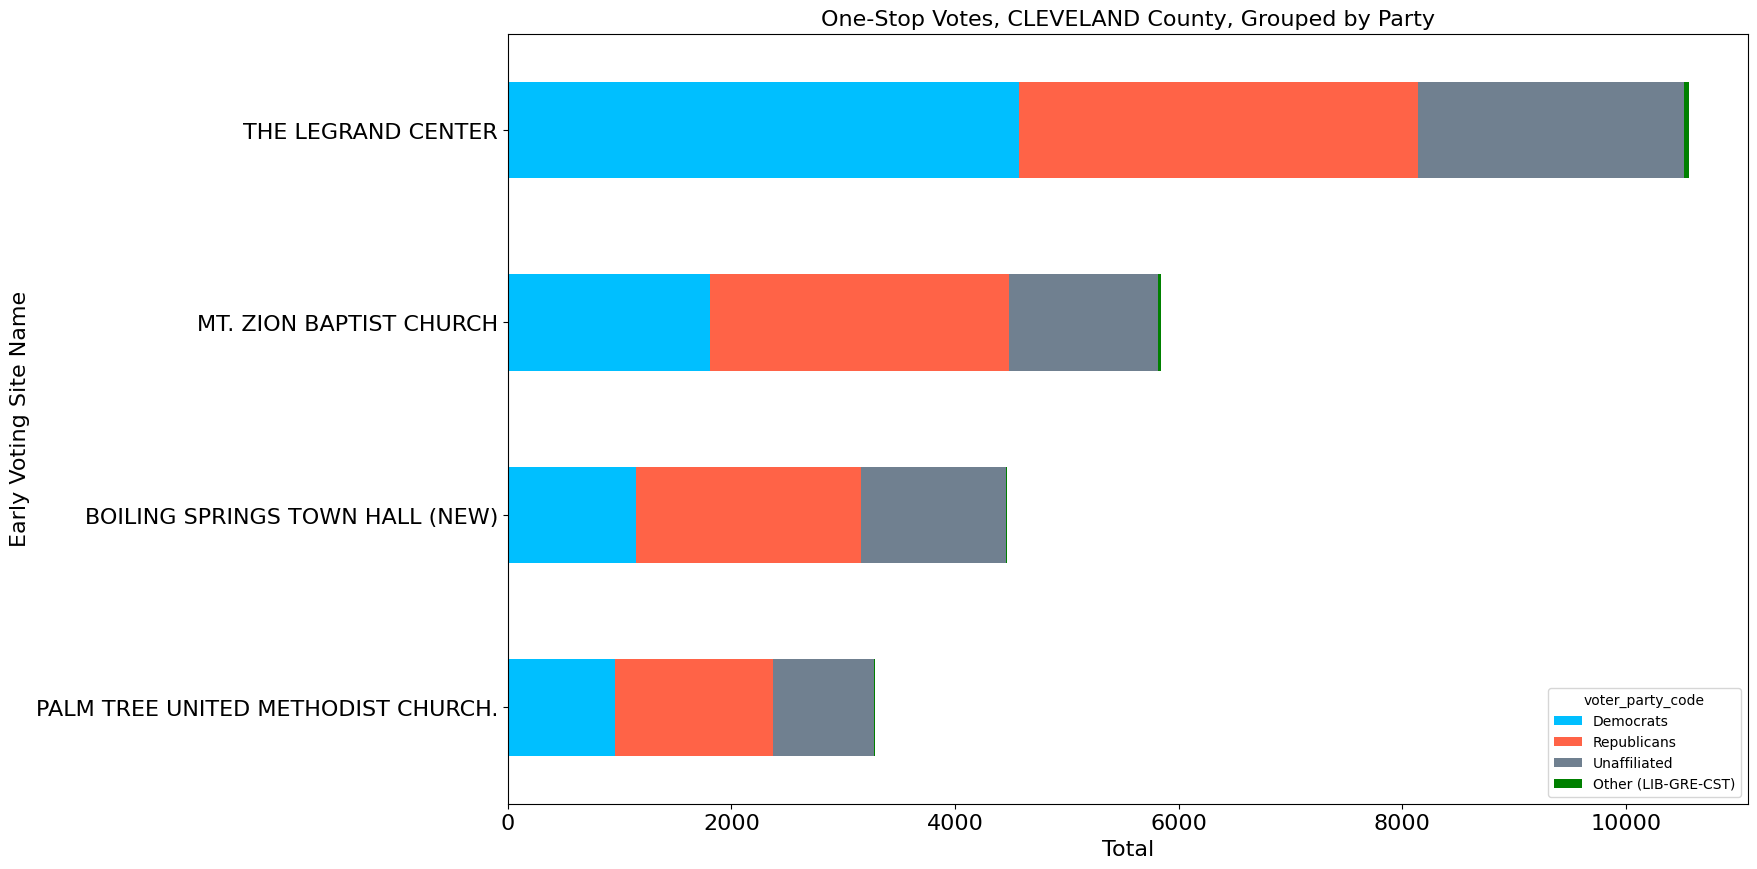 One-Stop Votes, CLEVELAND County, Grouped by Party
Early Voting Site Name
THE LEGRAND CENTER
MT. ZION BAPTIST CHURCH
BOILING SPRINGS TOWN HALL (NEW)
PALM TREE UNITED METHODIST CHURCH.
voter_party_code
Democrats
Republicans
Unaffiliated
Other (LIB-GRE-CST)
0 2000 4000 6000 8000 10000
Total